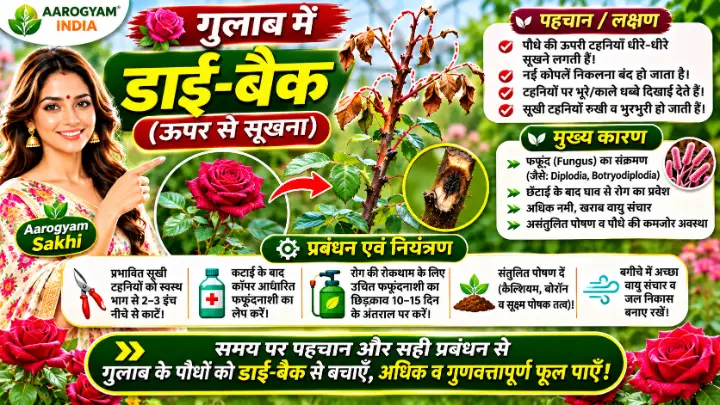 AAROGYAM®
INDIA
गुलाब में
डाई-बैक
(ऊपर से सूखना)
Aarogyam
Sakhi
पहचान / लक्षण
पौधे की ऊपरी टहनियाँ धीरे-धीरे
सूखने लगती हैं।
नई कोपलें निकलना बंद हो जाता है।
टहनियों पर भूरे/काले धब्बे दिखाई देते हैं।
सूखी टहनियाँ रुखी व भुरभुरी हो जाती हैं।
मुख्य कारण
फफूंद (Fungus) का संक्रमण
(जैसे: Diplodia, Botryodiplodia)
छँटाई के बाद घाव से रोग का प्रवेश
अधिक नमी, खराब वायु संचार
असंतुलित पोषण व पौधे की कमजोर अवस्था
प्रबंधन एवं नियंत्रण
प्रभावित सूखी
टहनियों को स्वस्थ
भाग से 2–3 इंच
नीचे से काटें।
कटाई के बाद
कॉपर आधारित
फफूंदनाशी का
लेप करें।
रोग की रोकथाम के लिए
उचित फफूंदनाशी का
छिड़काव 10–15 दिन
के अंतराल पर करें।
संतुलित पोषण दें
(कैल्शियम, बोरॉन
व सूक्ष्म पोषक तत्व)।
बगीचे में अच्छा
वायु संचार व
जल निकास
बनाए रखें।
समय पर पहचान और सही प्रबंधन से
गुलाब के पौधों को डाई-बैक से बचाएँ, अधिक व गुणवत्तापूर्ण फूल पाएँ!